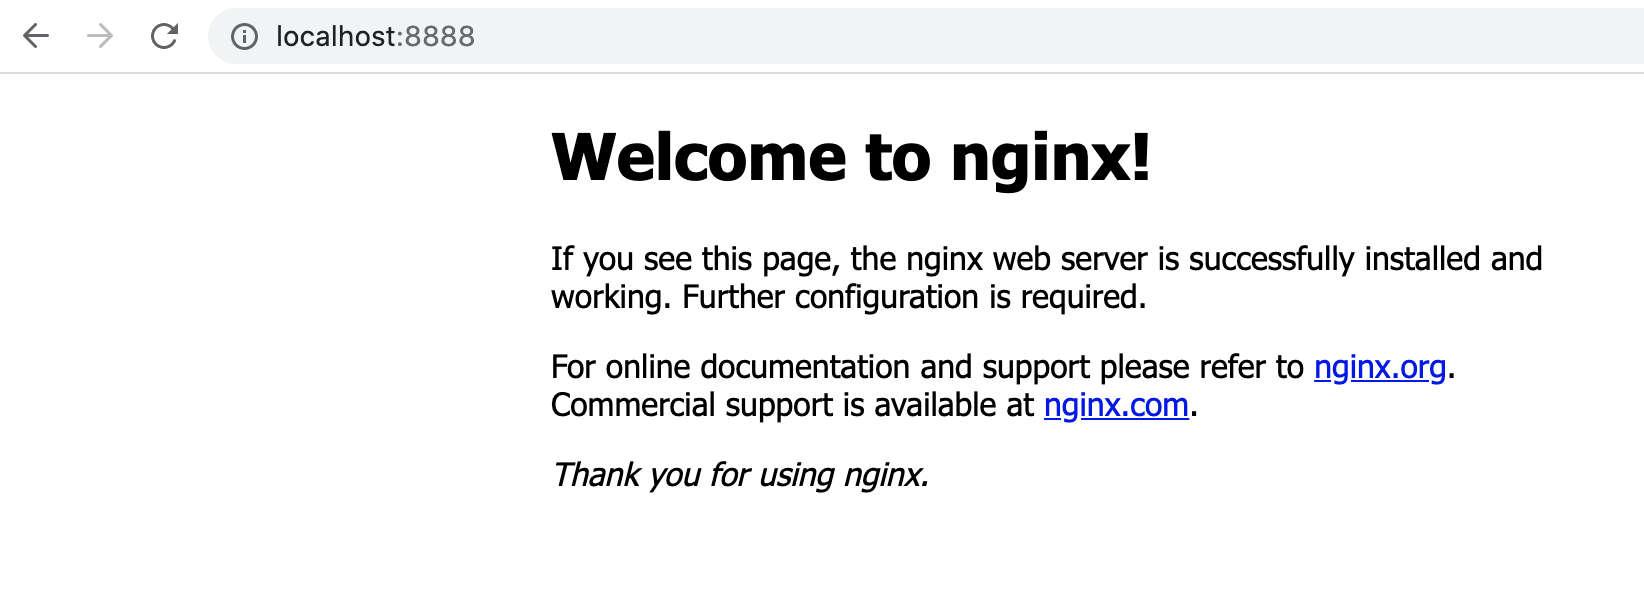 localhost:8888
Welcome to nginx!
If you see this page, the nginx web server is successfully installed and
working. Further configuration is required.
For online documentation and support please refer to nginx.org.
Commercial support is available at nginx.com.
Thank you for using nginx.